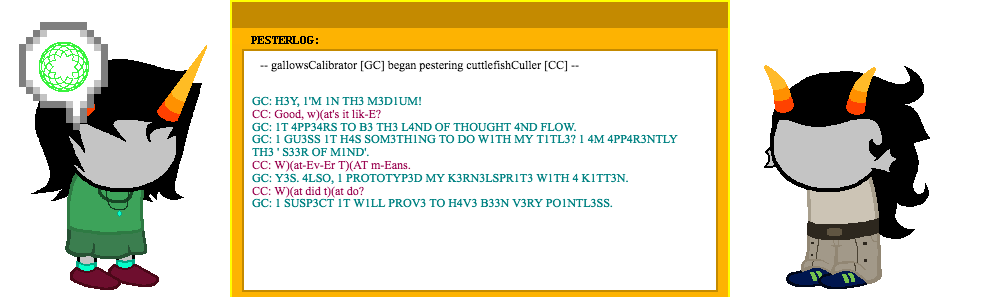 PESTERLOG:
-- gallowsCalibrator [GC] began pestering cuttlefishCuller [CC] --
GC: H3Y, 1'M 1N TH3 M3D1UM!
CC: Good, w)(at's it lik-E?
GC: 1T 4PP34RS TO B3 TH3 L4ND OF THOUGHT 4ND FLOW.
GC: 1 GU3SS 1T H4S SOM3TH1NG TO DO W1TH MY T1TL3? 1 4M 4PP4R3NTLY
TH3 ' S33R OF M1ND'.
CC: W)(at-Ev-Er T)(AT m-Eans.
GC: Y3S. 4LSO, 1 PROTOTYP3D MY K3RN3LSPR1T3 W1TH 4 K1TT3N.
CC: W)(at did t)(at do?
GC: 1 SUSP3CT 1T W1LL PROV3 TO H4V3 B33N V3RY PO1NTL3SS.